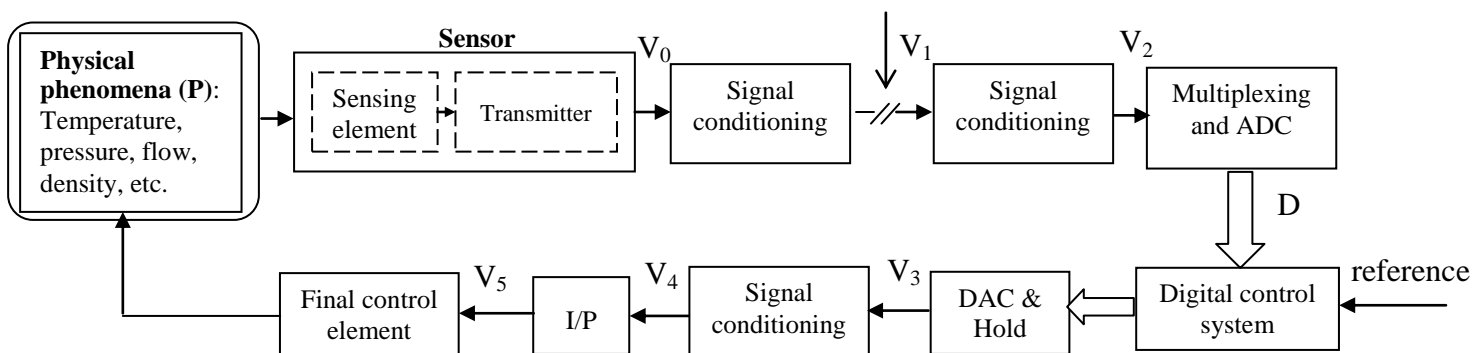 Physical
phenomena (P):
Temperature,
pressure, flow,
density, etc.
Sensor
Sensing
element
Transmitter
V0
Signal
conditioning
V1
Signal
conditioning
V2
Multiplexing
and ADC
D
reference
Digital control
system
DAC &
Hold
V3
Signal
conditioning
V4
I/P
V5
Final control
element